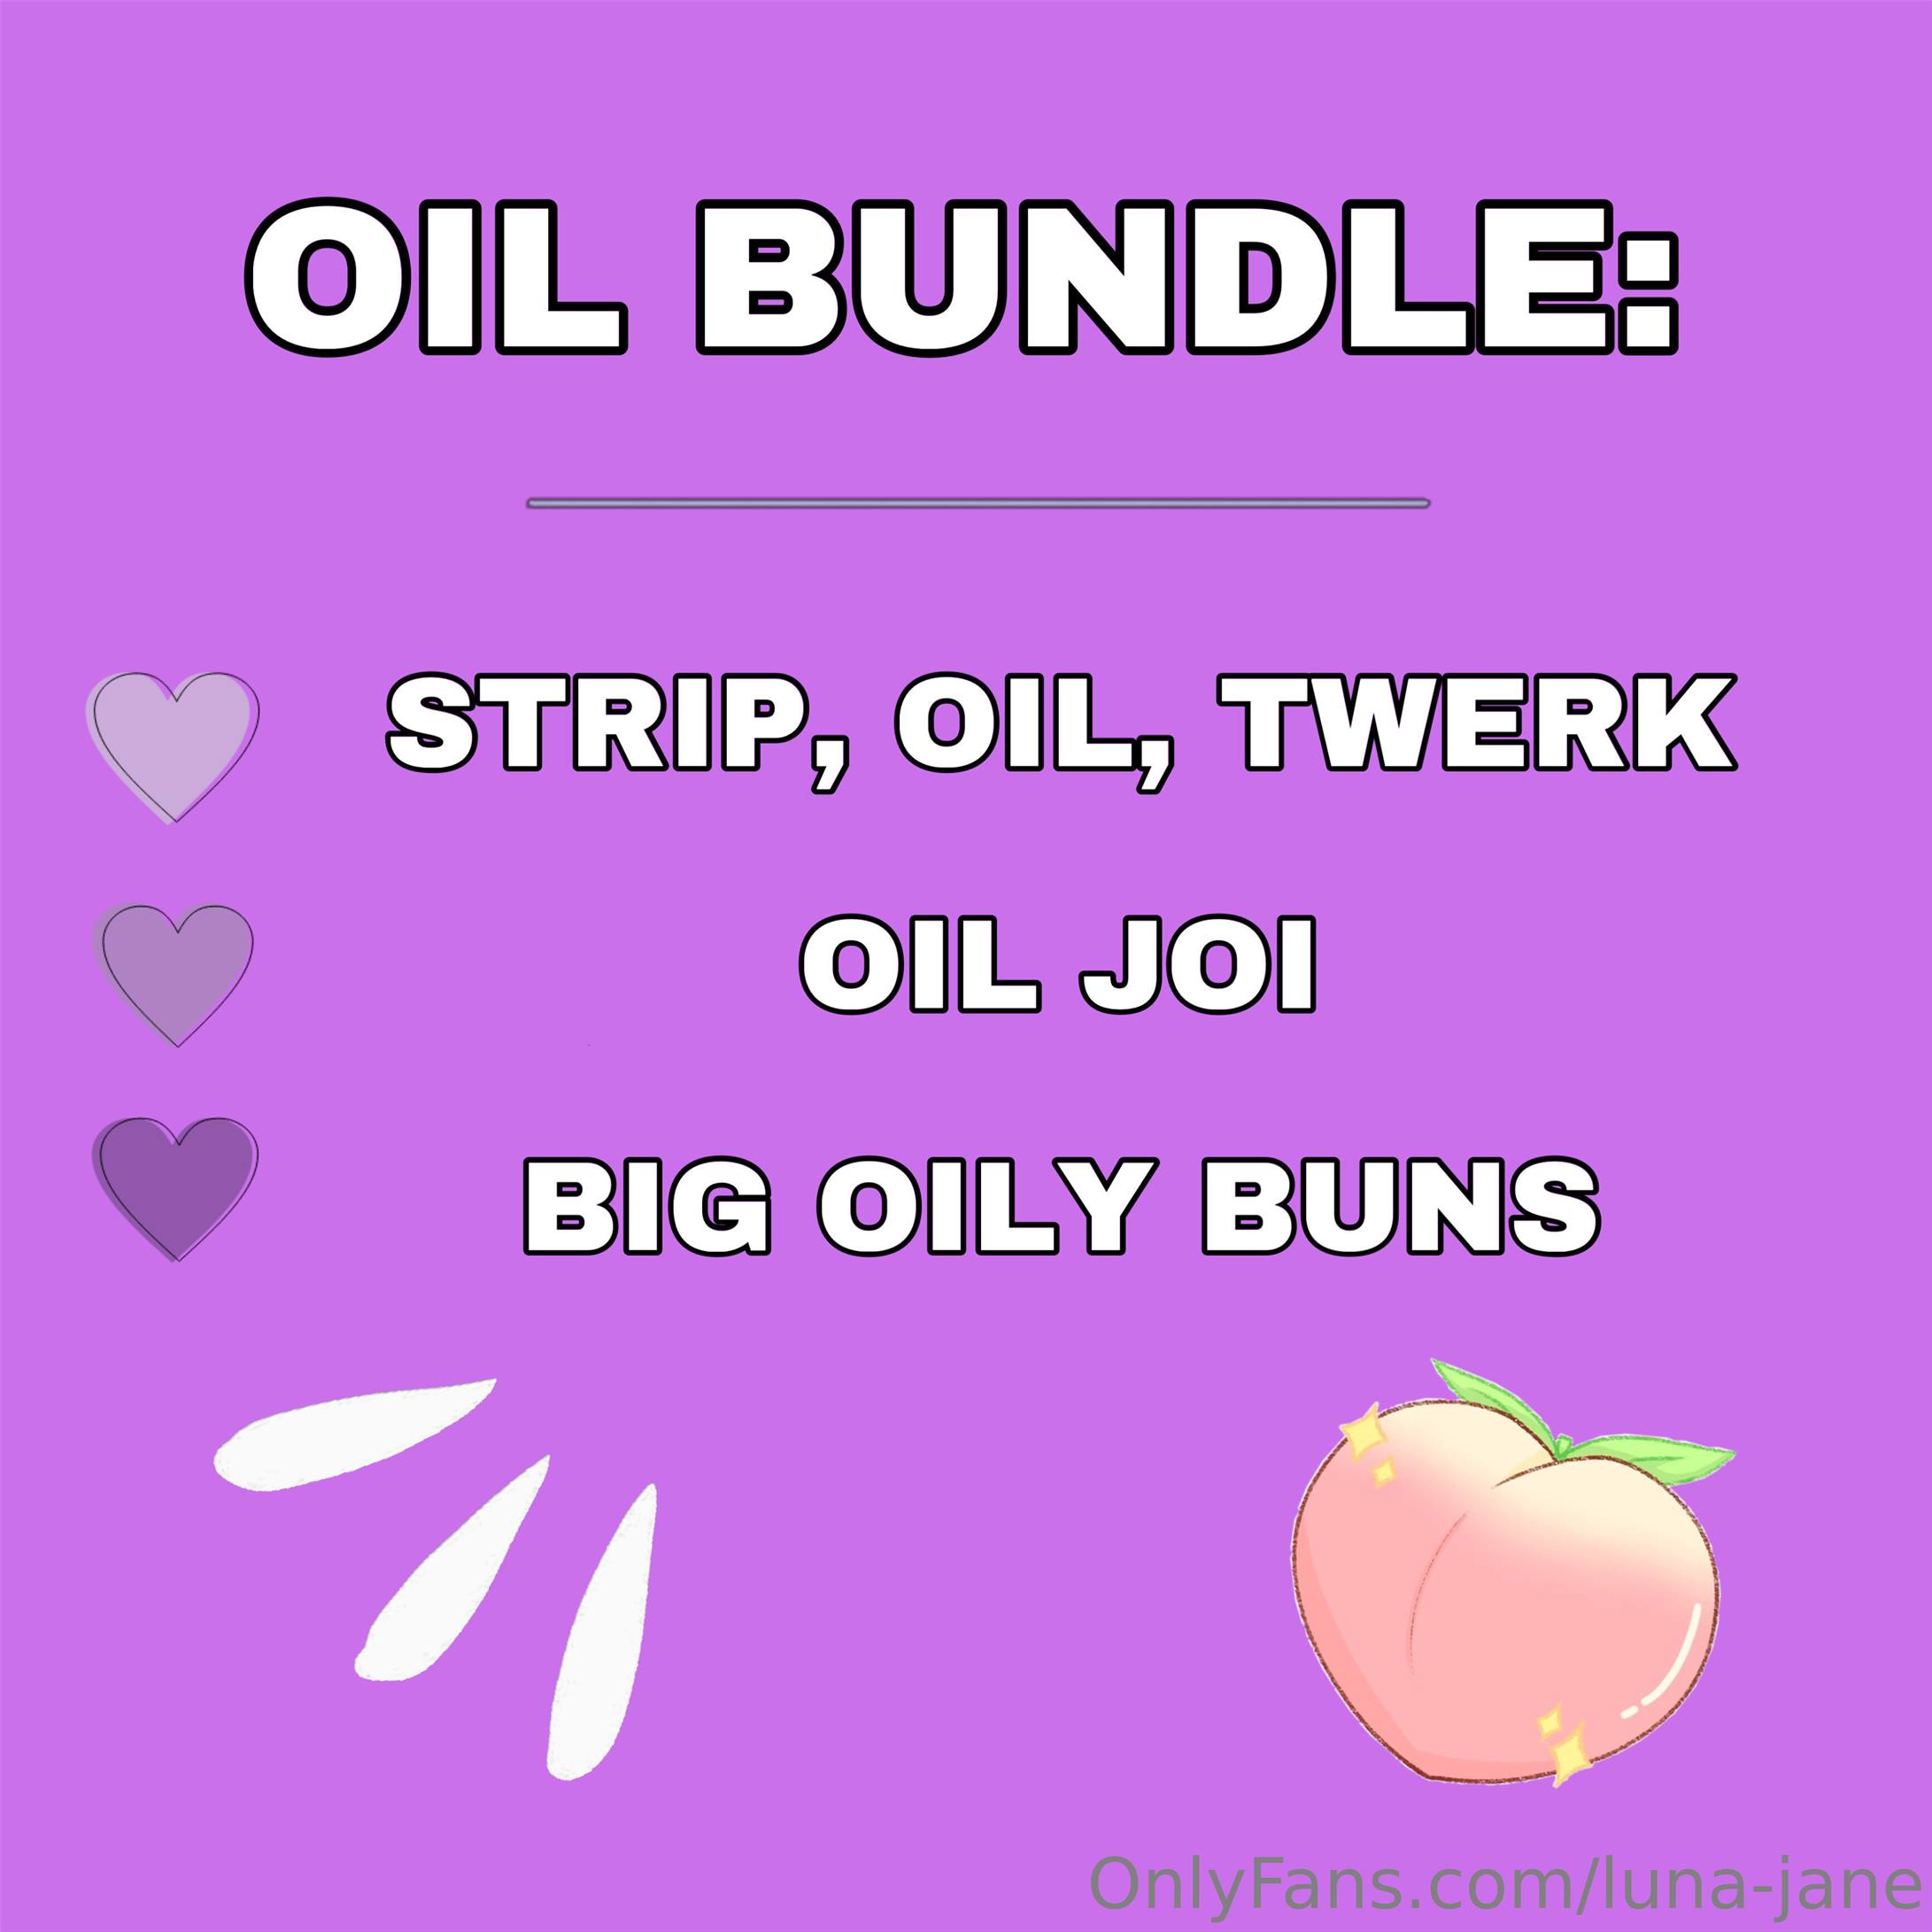 OIL BUNDLE:
STRIP, OIL, TWERK
OIL JOI
BIG OILY BUNS
OnlyFans.com/luna-jane